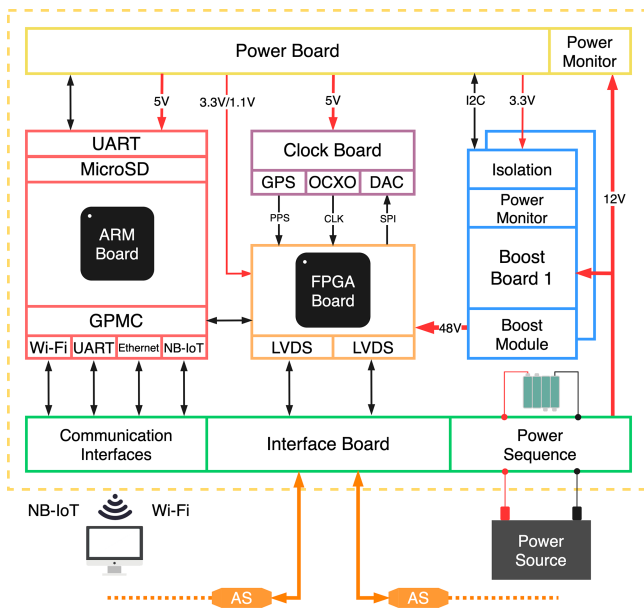 Power Board
Power
Monitor
5V
3.3V/1.1V
5V
I2C
3.3V
UART
MicroSD
ARM
Board
GPMC
Wi-Fi
UART
Ethernet
NB-IoT
Clock Board
GPS
OCXO
DAC
PPS
CLK
SPI
FPGA
Board
LVDS
LVDS
Isolation
Power
Monitor
Boost
Board 1
Boost
Module
12V
48V
Communication
Interfaces
Interface Board
Power
Sequence
NB-IoT
Wi-Fi
Power
Source
AS
AS